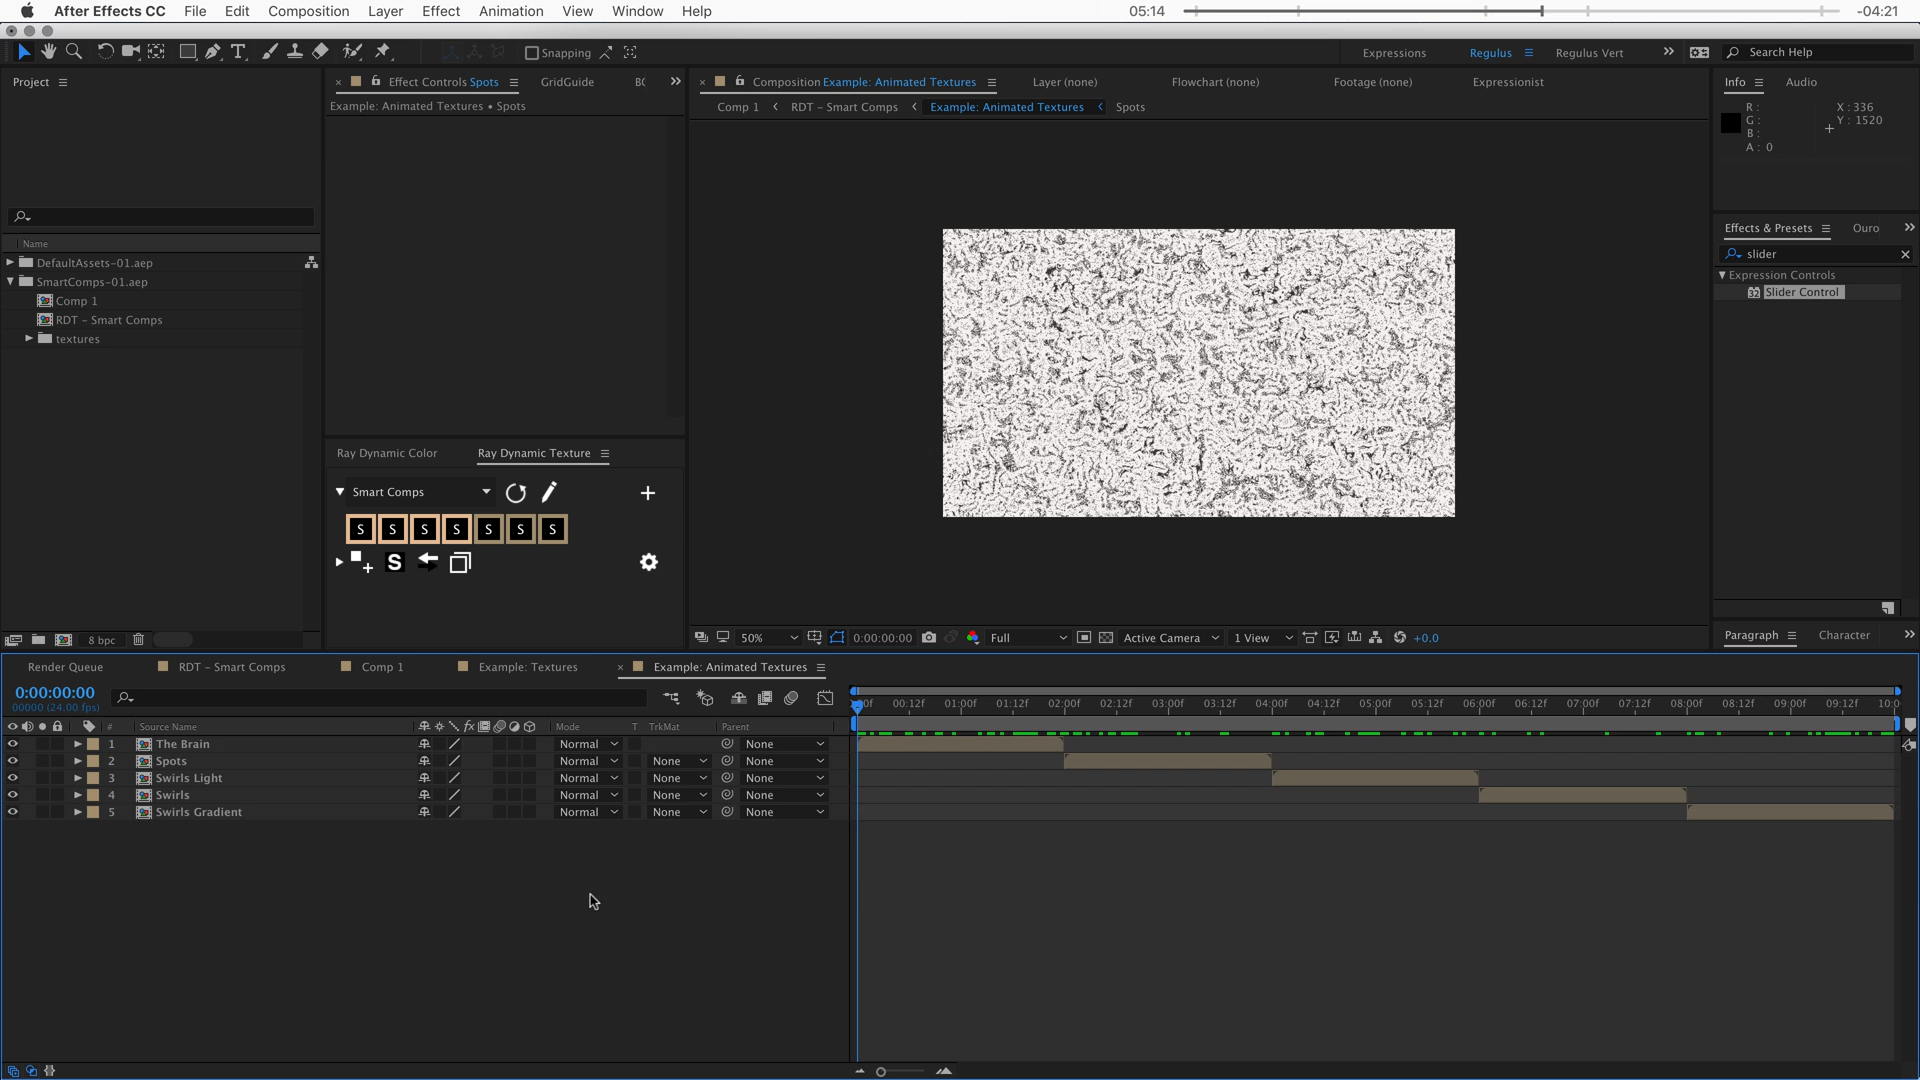 After Effects CC File Edit Composition Layer Effect Animation View Window Help 05:14 -04:21
Snapping Expressions Regulus Regulus Vert Search Help
Project
Name
DefaultAssets-01.aep
SmartComps-01.aep
Comp 1
RDT - Smart Comps
textures
8 bpc
Effect Controls Spots GridGuide
Example: Animated Textures • Spots
Ray Dynamic Color Ray Dynamic Texture
Smart Comps
S S S S S S S
S
Composition Example: Animated Textures Layer (none) Flowchart (none) Footage (none) Expressionist
Comp 1 RDT - Smart Comps Example: Animated Textures Spots
50% 0:00:00:00 Full Active Camera 1 View +0.0
Info Audio
R : X : 336
G : Y : 1520
B :
A : 0
Effects & Presets Ouro
slider
Expression Controls
32 Slider Control
Paragraph Character
Render Queue RDT - Smart Comps Comp 1 Example: Textures × Example: Animated Textures
0:00:00:00
00000 (24.00 fps)
00f 00:12f 01:00f 01:12f 02:00f 02:12f 03:00f 03:12f 04:00f 04:12f 05:00f 05:12f 06:00f 06:12f 07:00f 07:12f 08:00f 08:12f 09:00f 09:12f 10:0
# Source Name fx Mode T TrkMat Parent
1 The Brain Normal None
2 Spots Normal None None
3 Swirls Light Normal None None
4 Swirls Normal None None
5 Swirls Gradient Normal None None